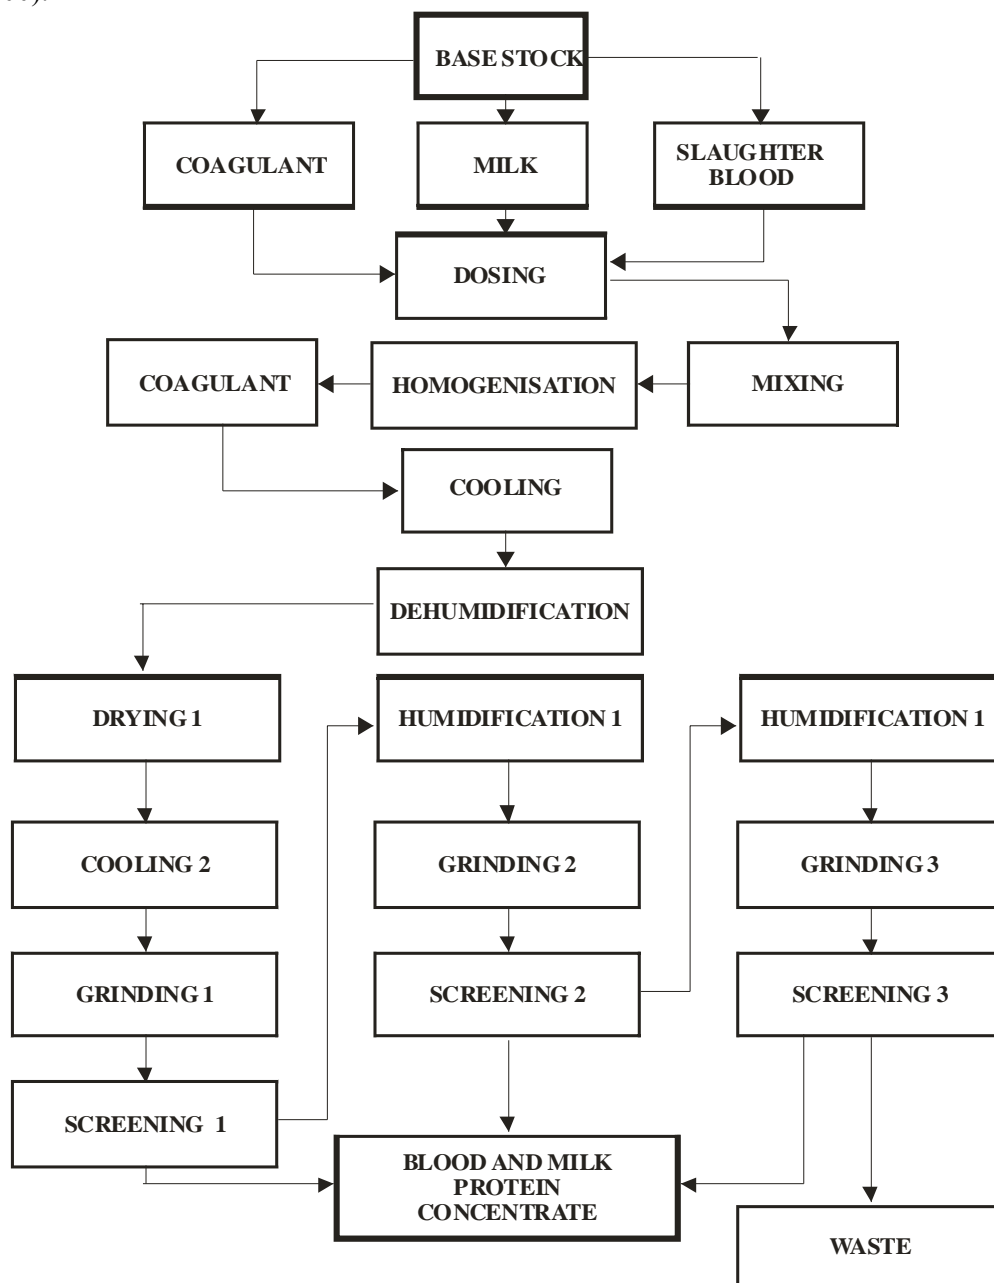 BASE STOCK
COAGULANT
MILK
SLAUGHTER
BLOOD
DOSING
COAGULANT
HOMOGENISATION
MIXING
COOLING
DEHUMIDIFICATION
DRYING 1
HUMIDIFICATION 1
HUMIDIFICATION 1
COOLING 2
GRINDING 2
GRINDING 3
GRINDING 1
SCREENING 2
SCREENING 3
SCREENING 1
BLOOD AND MILK
PROTEIN
CONCENTRATE
WASTE